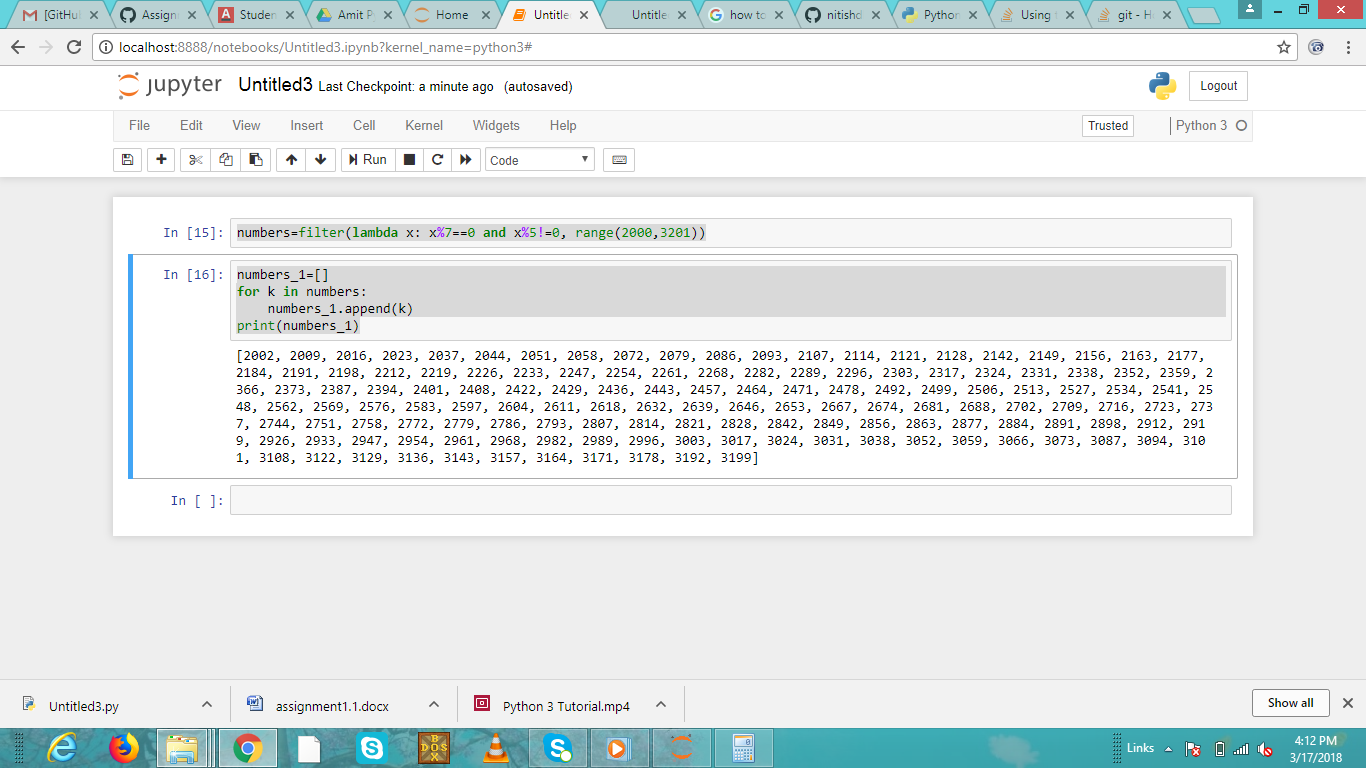 [GitHu Assign Studen Amit P Home Untitle Untitle how to nitishd Python Using git - H
localhost:8888/notebooks/Untitled3.ipynb?kernel_name=python3#
jupyter Untitled3 Last Checkpoint: a minute ago (autosaved) Logout
File Edit View Insert Cell Kernel Widgets Help Trusted Python 3
Run Code
In [15]: numbers=filter(lambda x: x%7==0 and x%5!=0, range(2000,3201))
In [16]: numbers_1=[]
for k in numbers:
    numbers_1.append(k)
print(numbers_1)
[2002, 2009, 2016, 2023, 2037, 2044, 2051, 2058, 2072, 2079, 2086, 2093, 2107, 2114, 2121, 2128, 2142, 2149, 2156, 2163, 2177,
2184, 2191, 2198, 2212, 2219, 2226, 2233, 2247, 2254, 2261, 2268, 2282, 2289, 2296, 2303, 2317, 2324, 2331, 2338, 2352, 2359, 2
366, 2373, 2387, 2394, 2401, 2408, 2422, 2429, 2436, 2443, 2457, 2464, 2471, 2478, 2492, 2499, 2506, 2513, 2527, 2534, 2541, 25
48, 2562, 2569, 2576, 2583, 2597, 2604, 2611, 2618, 2632, 2639, 2646, 2653, 2667, 2674, 2681, 2688, 2702, 2709, 2716, 2723, 273
7, 2744, 2751, 2758, 2772, 2779, 2786, 2793, 2807, 2814, 2821, 2828, 2842, 2849, 2856, 2863, 2877, 2884, 2891, 2898, 2912, 291
9, 2926, 2933, 2947, 2954, 2961, 2968, 2982, 2989, 2996, 3003, 3017, 3024, 3031, 3038, 3052, 3059, 3066, 3073, 3087, 3094, 310
1, 3108, 3122, 3129, 3136, 3143, 3157, 3164, 3171, 3178, 3192, 3199]
In [ ]:
Untitled3.py assignment1.1.docx Python 3 Tutorial.mp4 Show all
Links 4:12 PM
3/17/2018